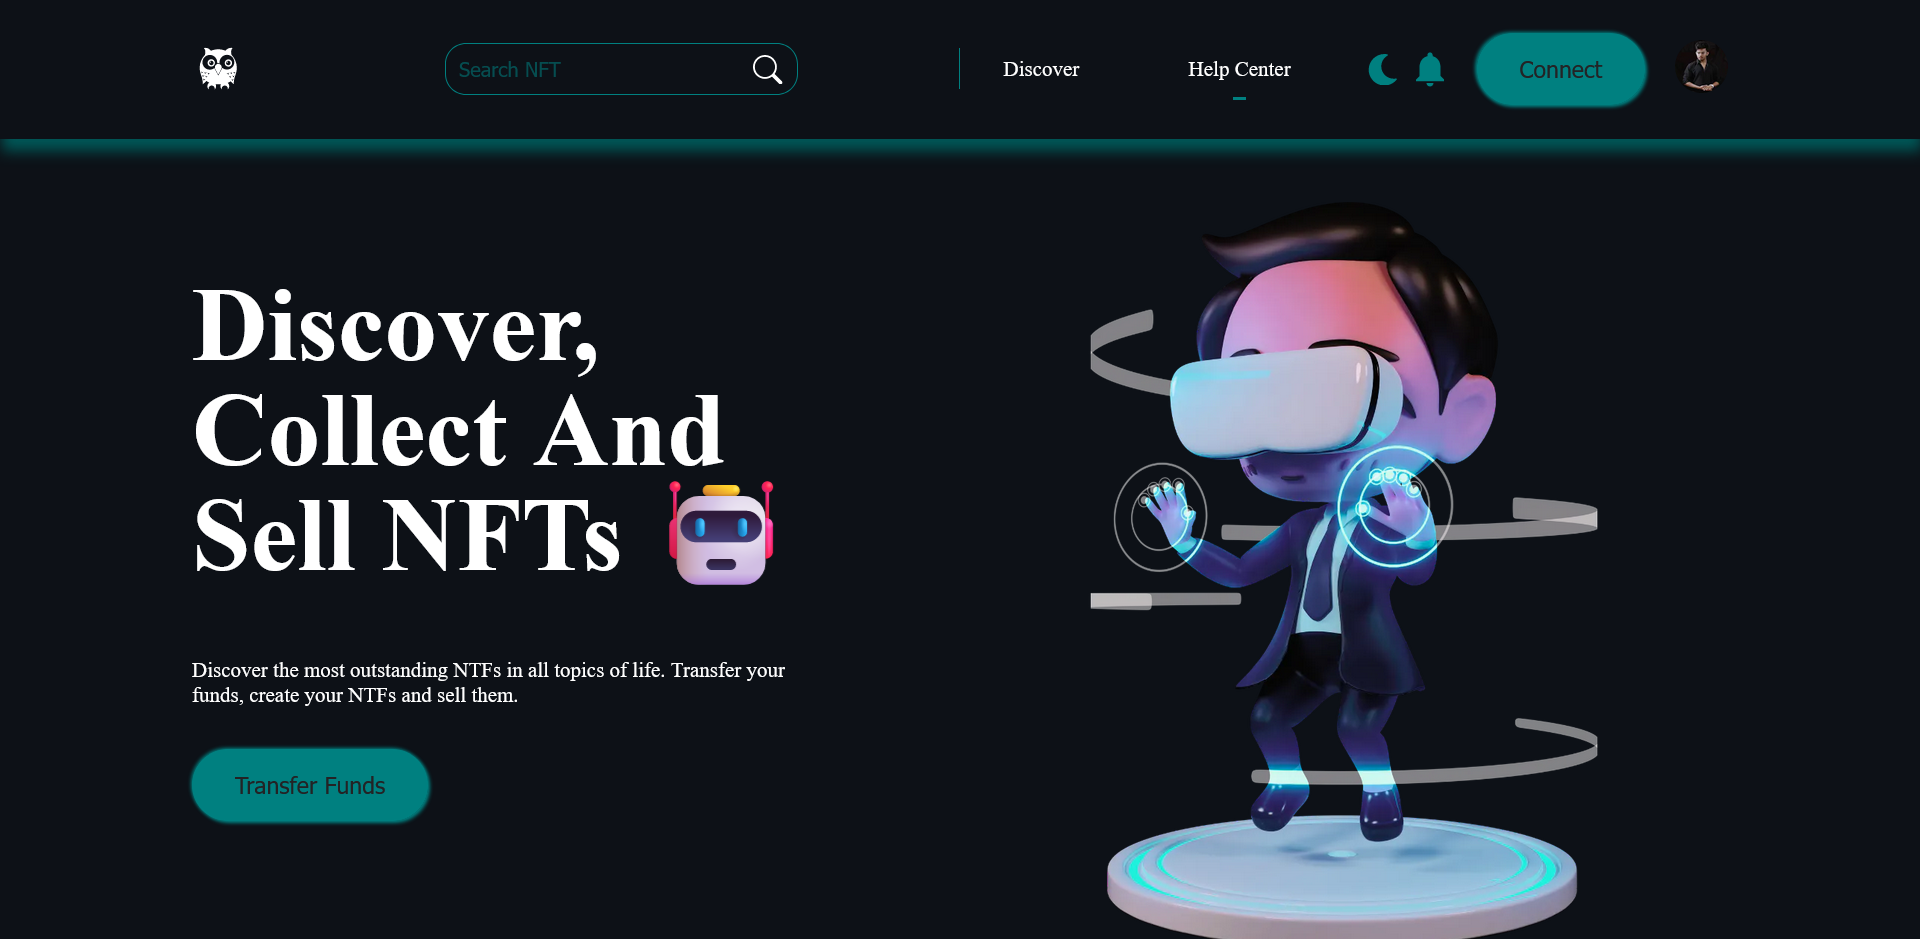 Search NFT
Discover
Help Center
Connect
Discover,
Collect And
Sell NFTs
Discover the most outstanding NTFs in all topics of life. Transfer your
funds, create your NTFs and sell them.
Transfer Funds